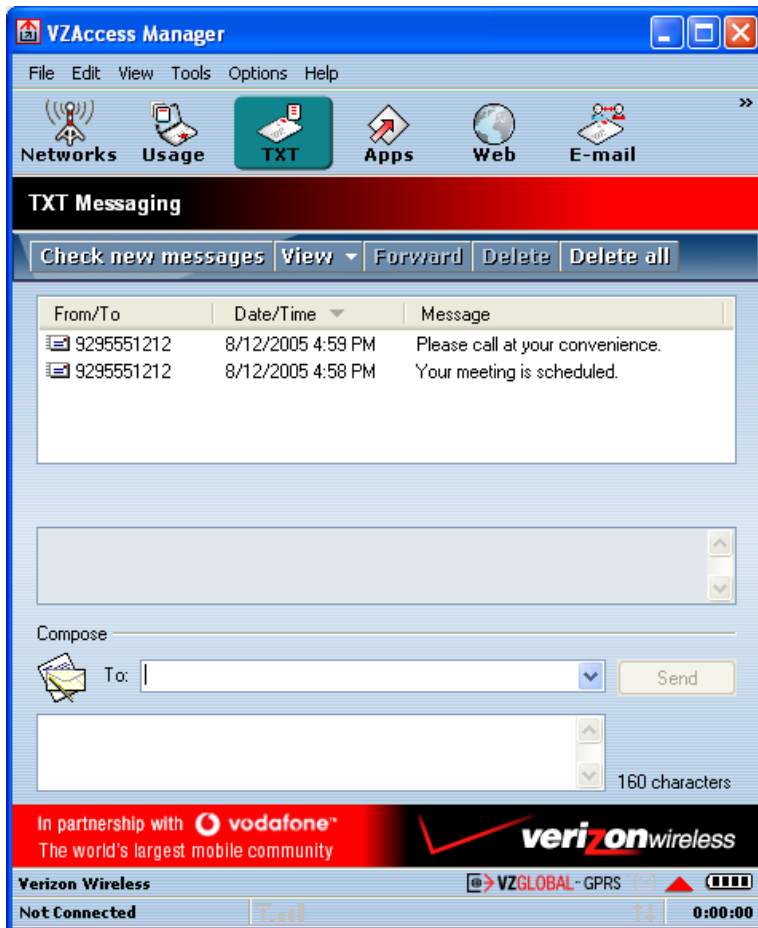 VZAccess Manager
File Edit View Tools Options Help
Networks Usage TXT Apps Web E-mail »
TXT Messaging
Check new messages View Forward Delete Delete all
From/To Date/Time Message
9295551212 8/12/2005 4:59 PM Please call at your convenience.
9295551212 8/12/2005 4:58 PM Your meeting is scheduled.
Compose
To: Send
160 characters
In partnership with vodafone™
The world's largest mobile community
verizonwireless
Verizon Wireless VZGLOBAL - GPRS
Not Connected 0:00:00